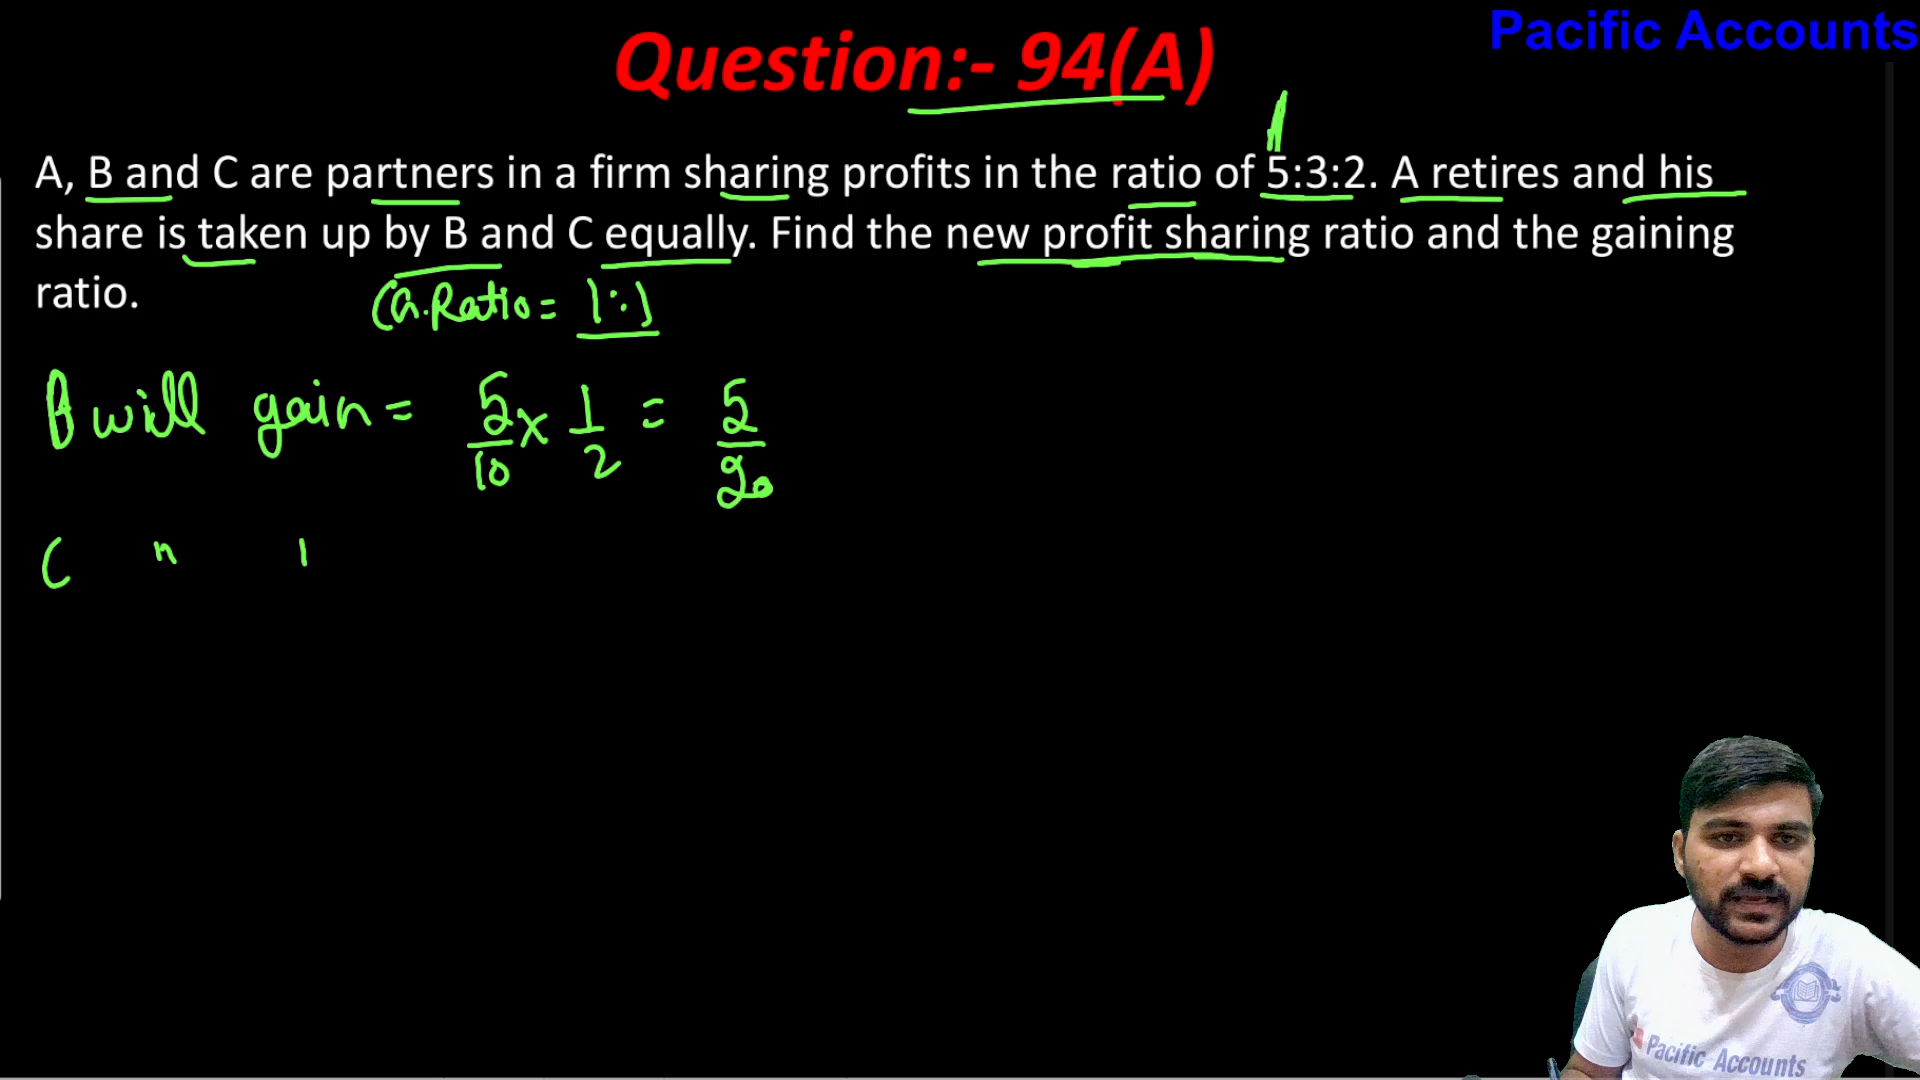 Pacific Accounts
Question:- 94(A)
A, B and C are partners in a firm sharing profits in the ratio of 5:3:2. A retires and his
share is taken up by B and C equally. Find the new profit sharing ratio and the gaining
ratio.
(G.Ratio = 1:1
B will gain = 5/10 x 1/2 = 5/20
C " I
Pacific Accounts